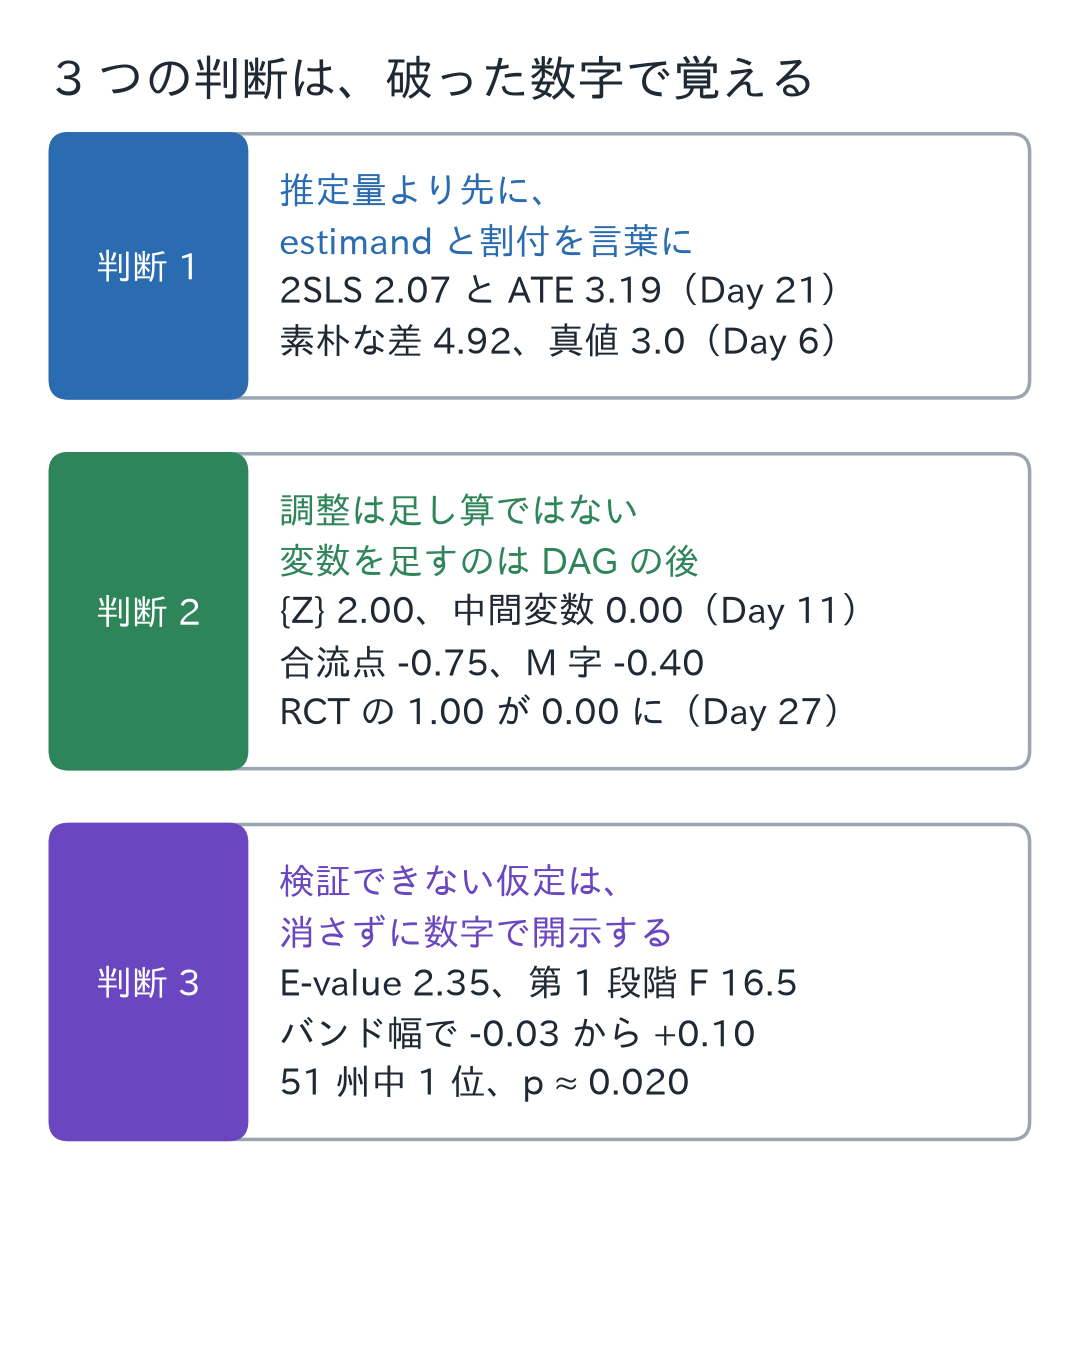 3 つの判断は、破った数字で覚える
判断 1
推定量より先に、
estimand と割付を言葉に
2SLS 2.07 と ATE 3.19（Day 21）
素朴な差 4.92、真値 3.0（Day 6）
判断 2
調整は足し算ではない
変数を足すのは DAG の後
{Z} 2.00、中間変数 0.00（Day 11）
合流点 -0.75、M 字 -0.40
RCT の 1.00 が 0.00 に（Day 27）
判断 3
検証できない仮定は、
消さずに数字で開示する
E-value 2.35、第 1 段階 F 16.5
バンド幅で -0.03 から +0.10
51 州中 1 位、p ≈ 0.020